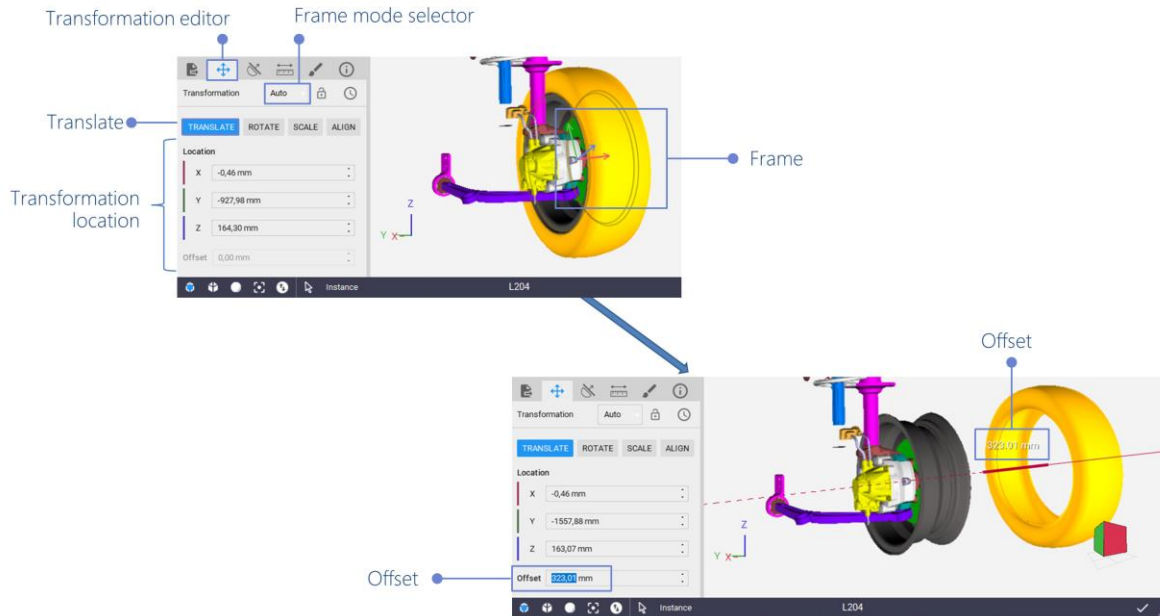 Transformation editor
Frame mode selector
Transformation
Auto
Translate
TRANSLATE ROTATE SCALE ALIGN
Location
X -0,46 mm
Y -927,98 mm
Z 164,30 mm
Offset 0,00 mm
Transformation
location
Frame
Z
Y X
Instance
L204
Offset
Transformation
Auto
TRANSLATE ROTATE SCALE ALIGN
Location
X -0,46 mm
Y -1557,88 mm
Z 163,07 mm
Offset 323,01 mm
Offset
323.01 mm
Z
Y X
Instance
L204